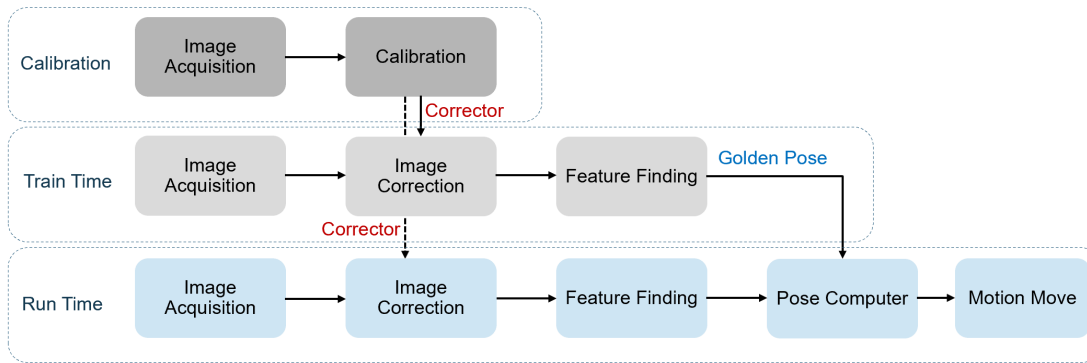 Calibration
Image
Acquisition
Calibration
Corrector
Train Time
Image
Acquisition
Image
Correction
Feature Finding
Golden Pose
Corrector
Run Time
Image
Acquisition
Image
Correction
Feature Finding
Pose Computer
Motion Move